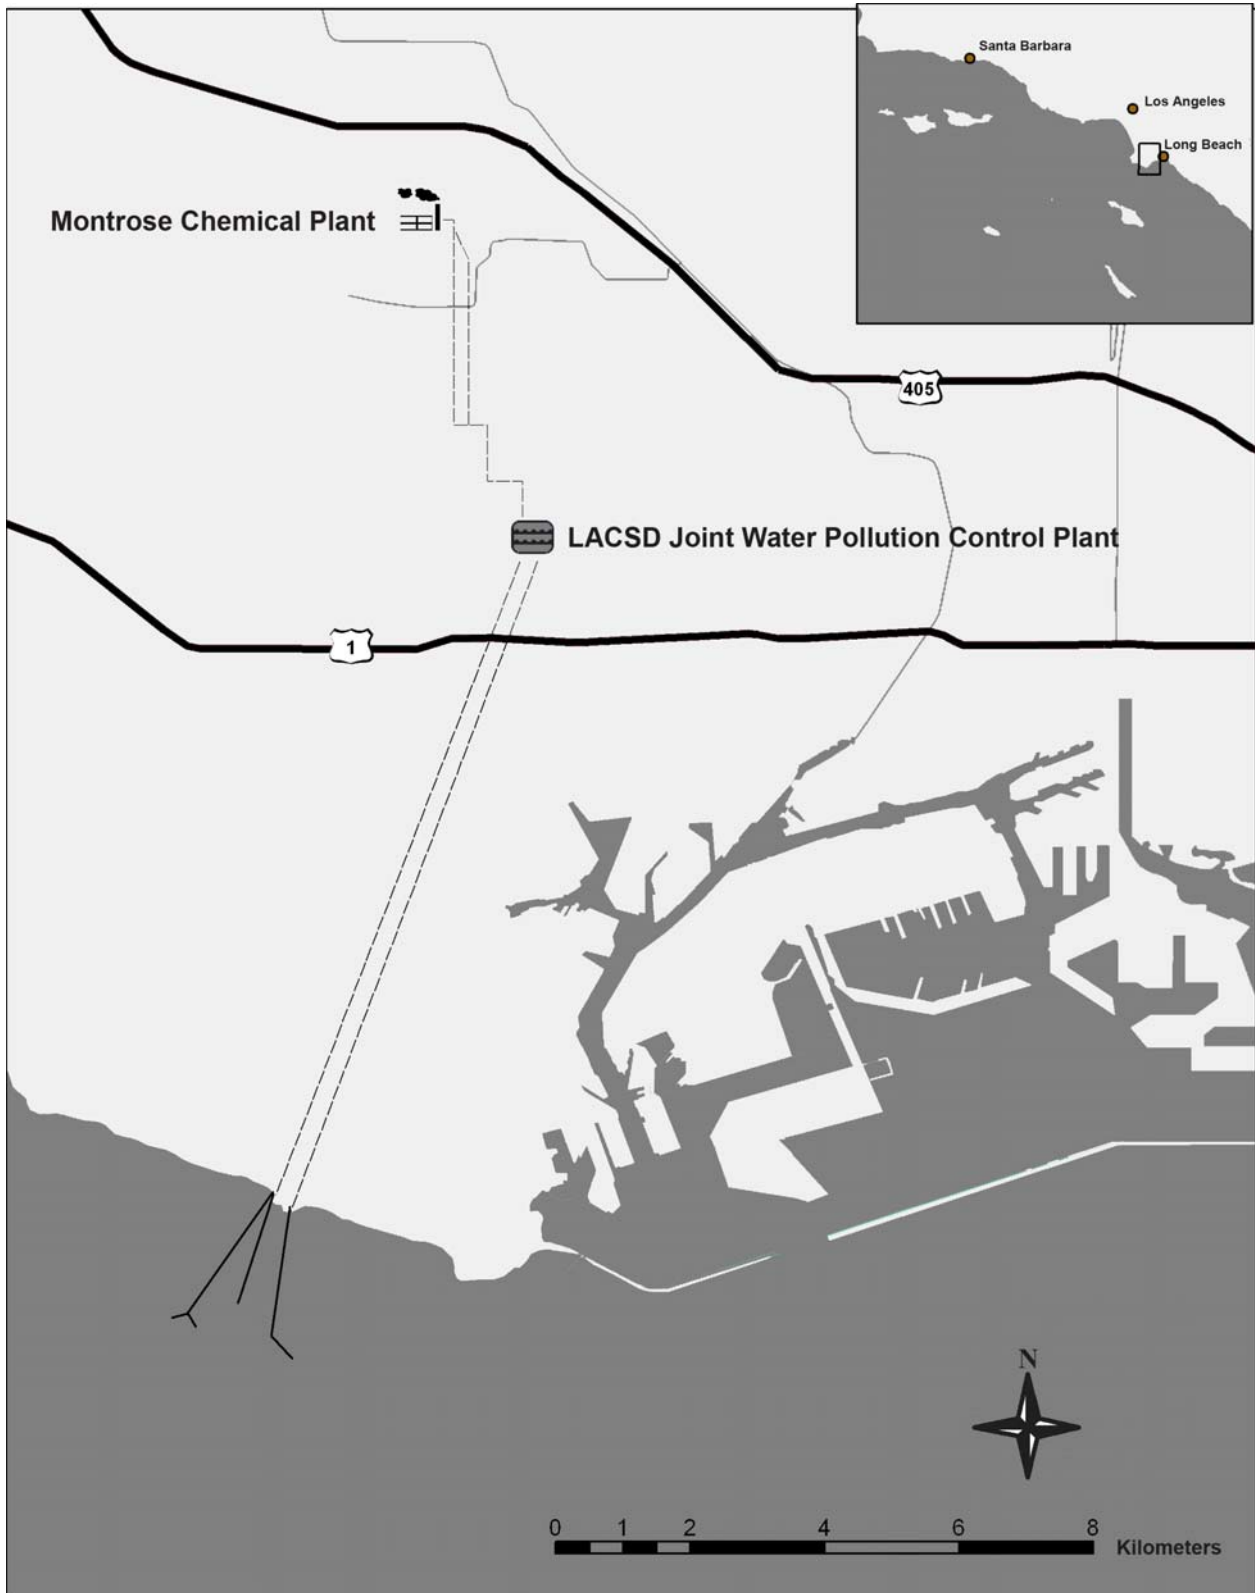 Santa Barbara
Los Angeles
Long Beach
Montrose Chemical Plant
405
LACSD Joint Water Pollution Control Plant
1
N
0 1 2 4 6 8
Kilometers